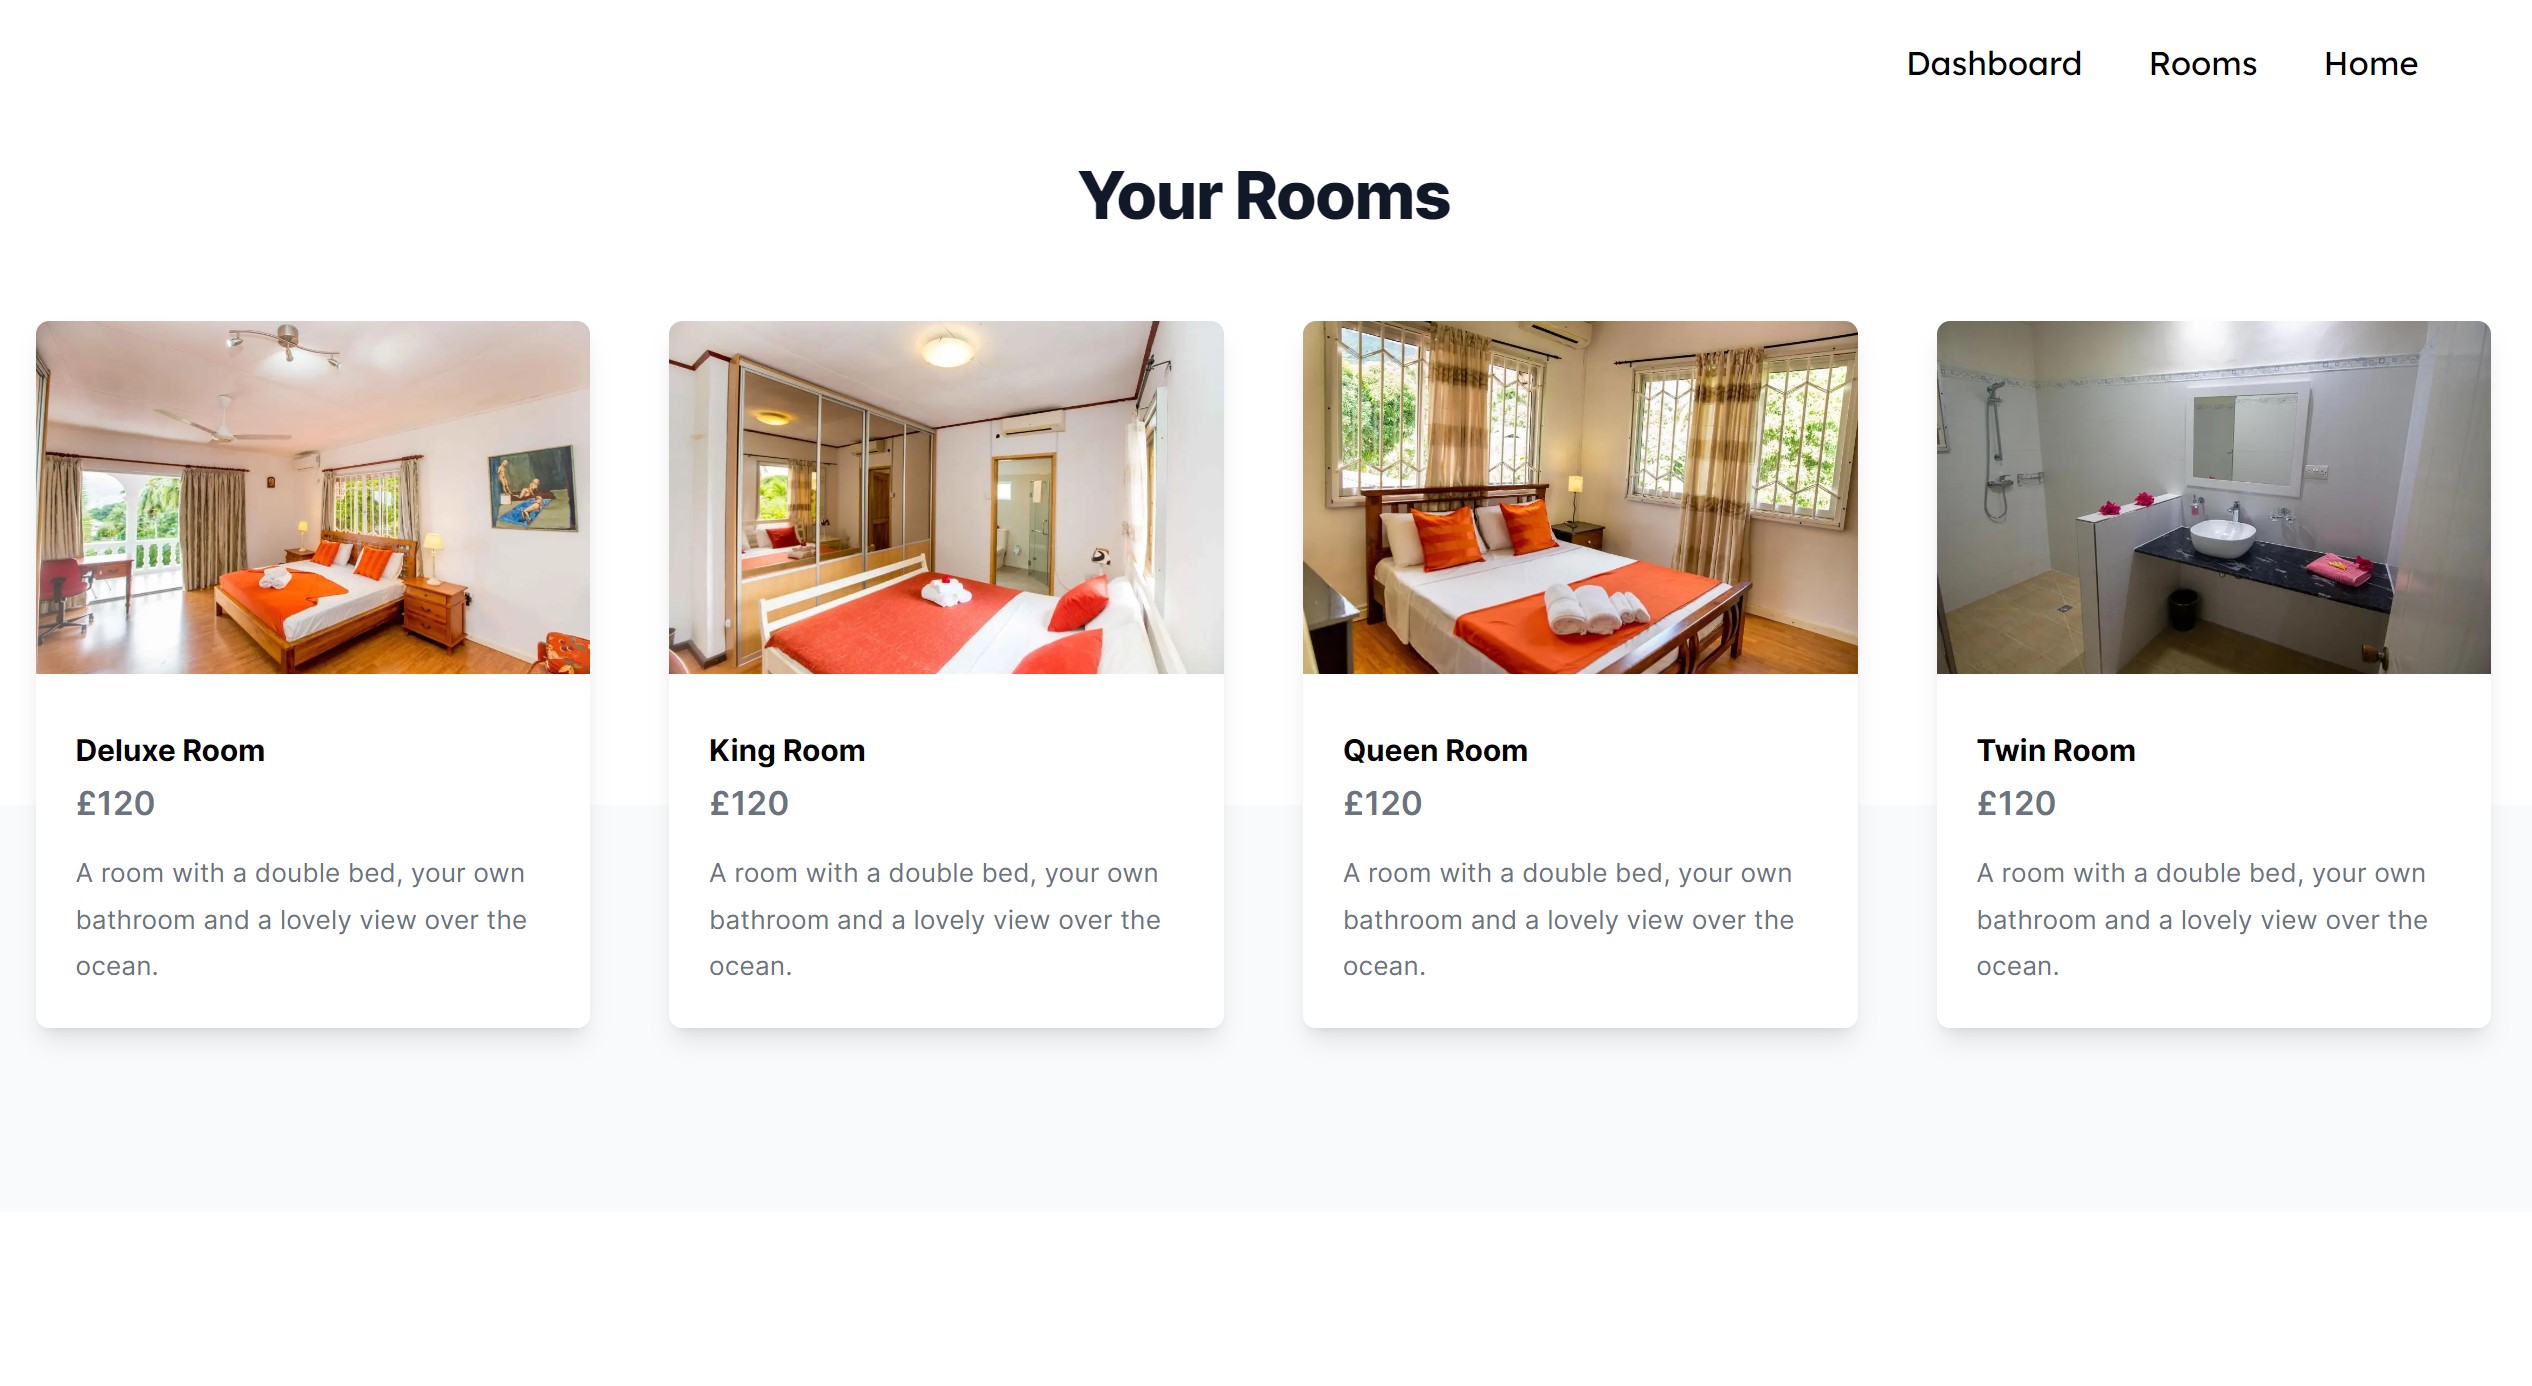 Dashboard Rooms Home
Your Rooms
Deluxe Room
£120
A room with a double bed, your own
bathroom and a lovely view over the
ocean.
King Room
£120
A room with a double bed, your own
bathroom and a lovely view over the
ocean.
Queen Room
£120
A room with a double bed, your own
bathroom and a lovely view over the
ocean.
Twin Room
£120
A room with a double bed, your own
bathroom and a lovely view over the
ocean.